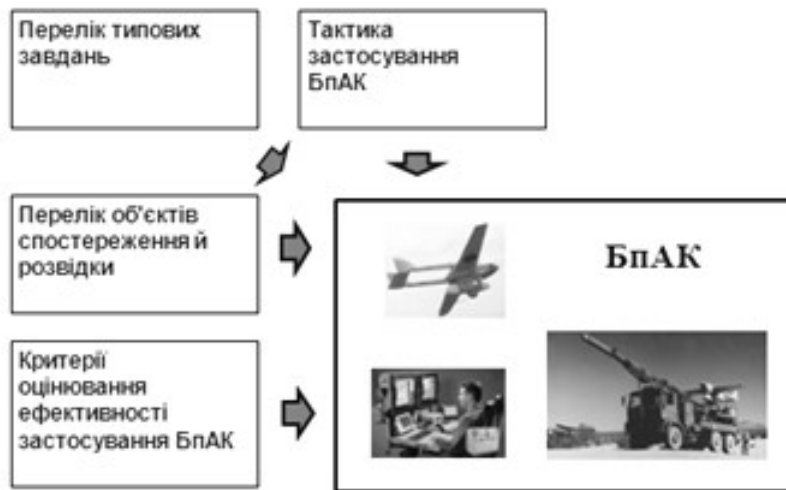 Перелік типових
завдань
Тактика
застосування
БпАК
Перелік об'єктів
спостереження й
розвідки
БпАК
Критерії
оцінювання
ефективності
застосування БпАК